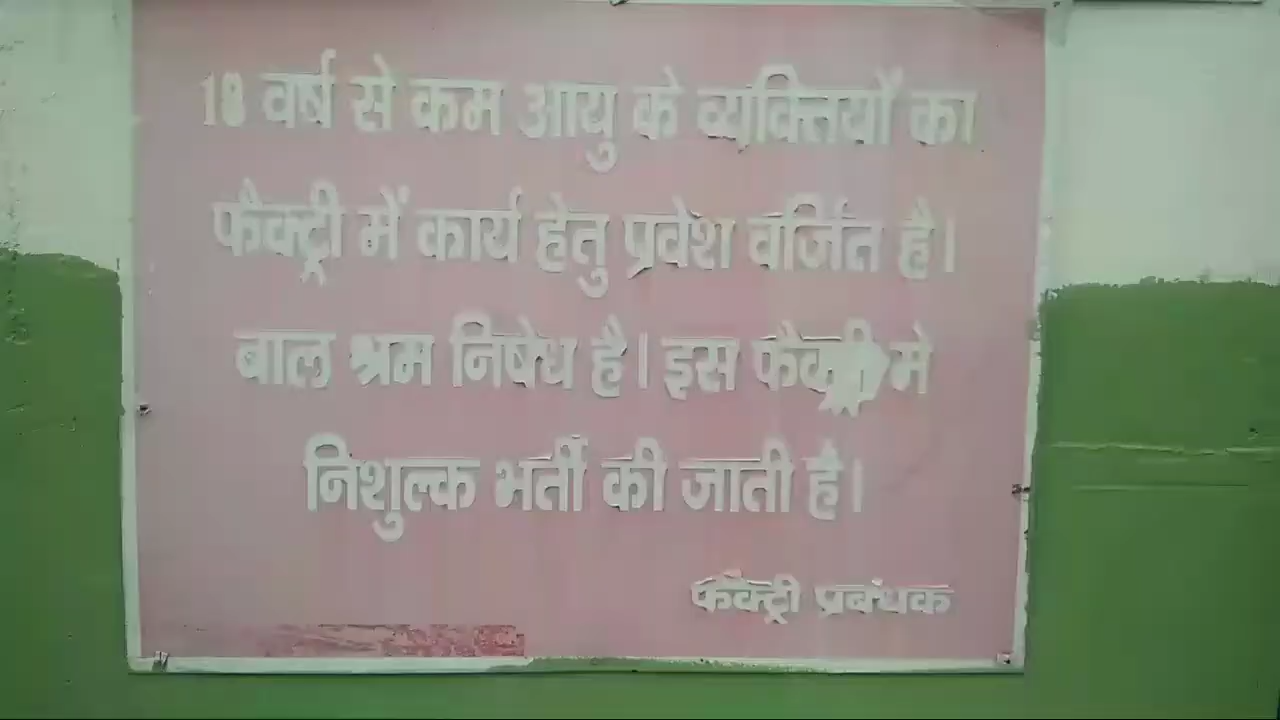 18 वर्ष से कम आयु के व्यक्तियों का
फैक्ट्री में कार्य हेतु प्रवेश वर्जित है।
बाल श्रम निषेध है। इस फैक्ट्री मे
निशुल्क भर्ती की जाती है।
फैक्ट्री प्रबंधक